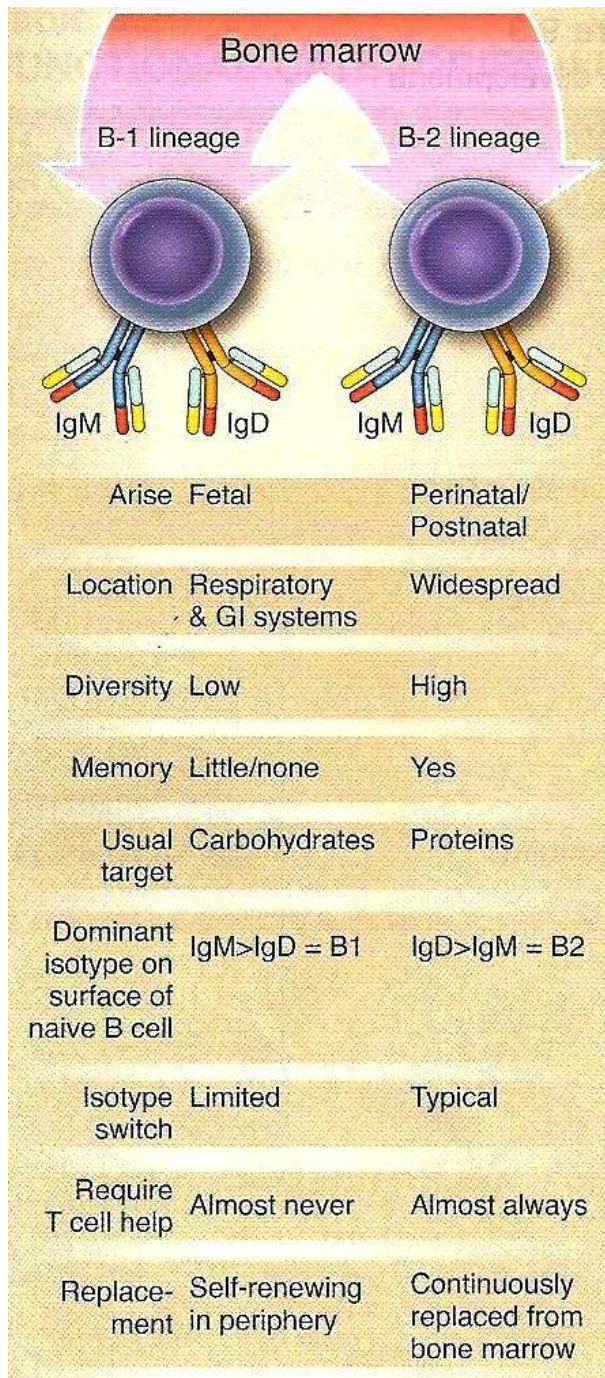 Bone marrow
B-1 lineage
B-2 lineage
IgM
IgD
IgM
IgD
Arise Fetal Perinatal/
Postnatal
Location Respiratory Widespread
& GI systems
Diversity Low High
Memory Little/none Yes
Usual Carbohydrates Proteins
target
Dominant
isotype on IgM>IgD = B1 IgD>IgM = B2
surface of
naive B cell
Isotype Limited Typical
switch
Require
T cell help Almost never Almost always
Replace- Self-renewing Continuously
ment in periphery replaced from
bone marrow